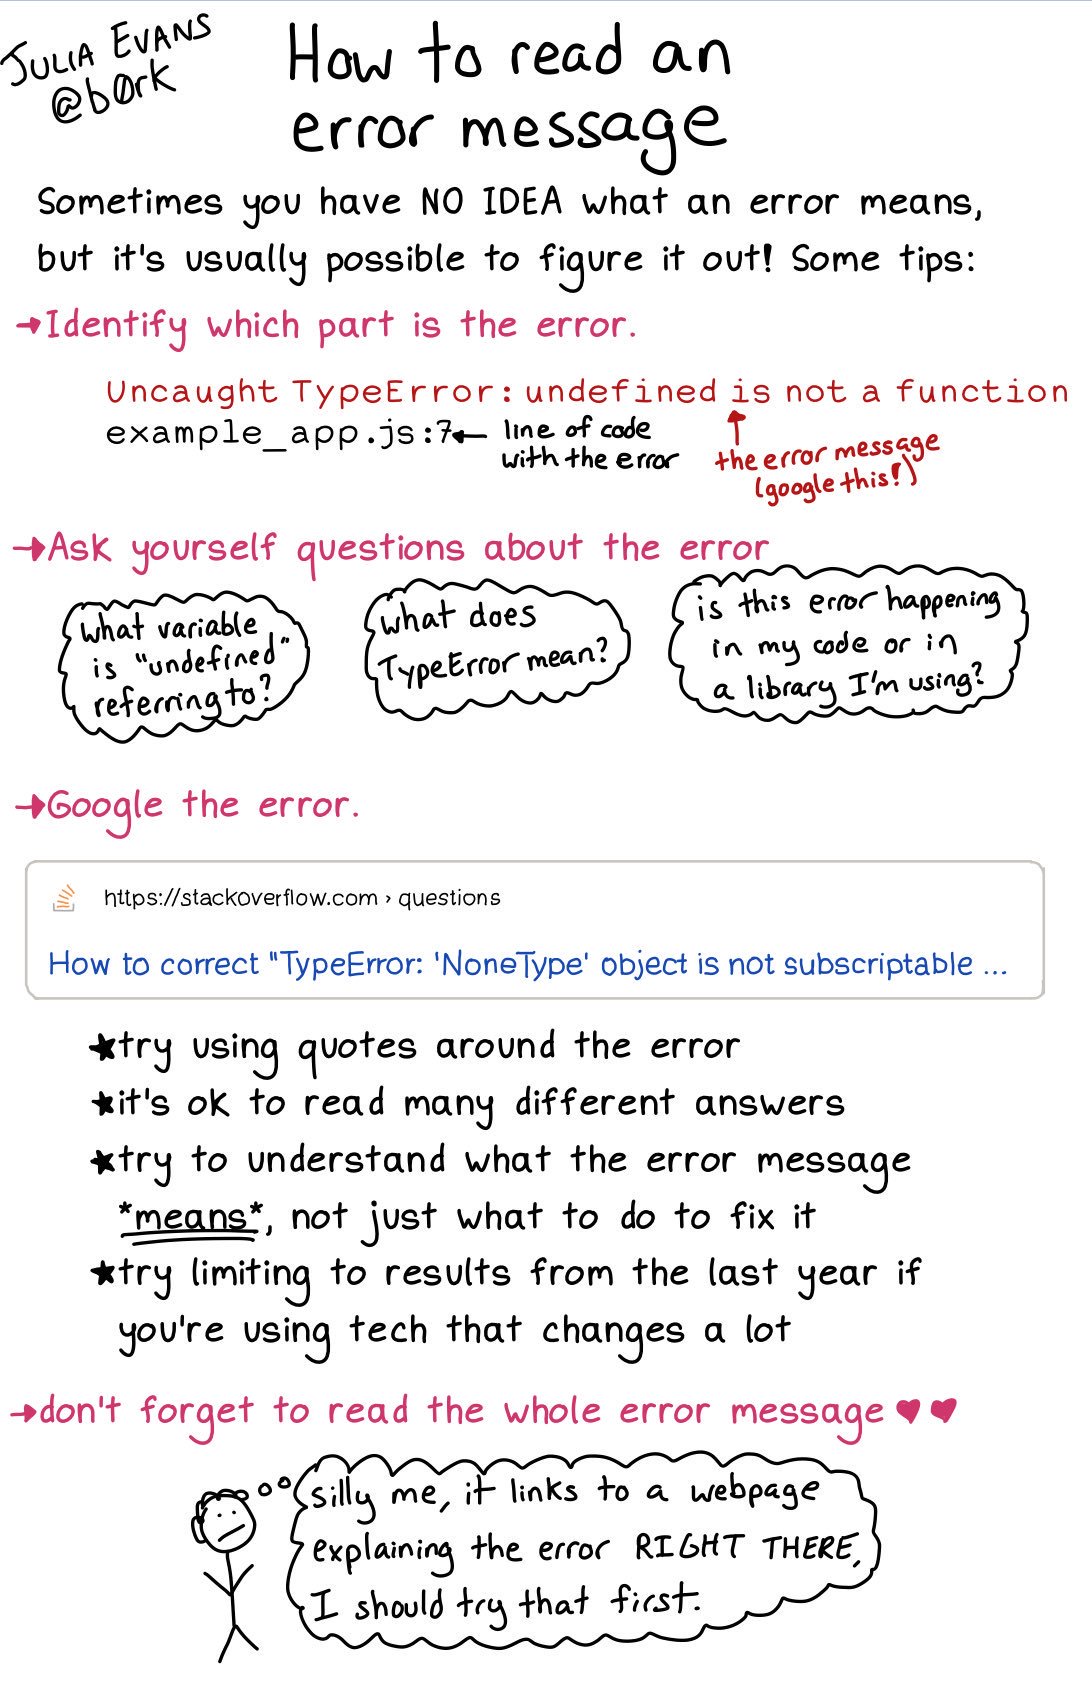 JULIA EVANS
@b0rk
How to read an
error message
Sometimes you have NO IDEA what an error means,
but it's usually possible to figure it out! Some tips:
→Identify which part is the error.
Uncaught TypeError: undefined is not a function
example_app.js:7← line of code
with the error
↑
the error message
(google this!)
→Ask yourself questions about the error
what variable
is "undefined"
referring to?
what does
TypeError mean?
is this error happening
in my code or in
a library I'm using?
→Google the error.
https://stackoverflow.com › questions
How to correct "TypeError: 'NoneType' object is not subscriptable ...
★try using quotes around the error
★it's ok to read many different answers
★try to understand what the error message
*means*, not just what to do to fix it
★try limiting to results from the last year if
you're using tech that changes a lot
→don't forget to read the whole error message ♥♥
silly me, it links to a webpage
explaining the error RIGHT THERE,
I should try that first.